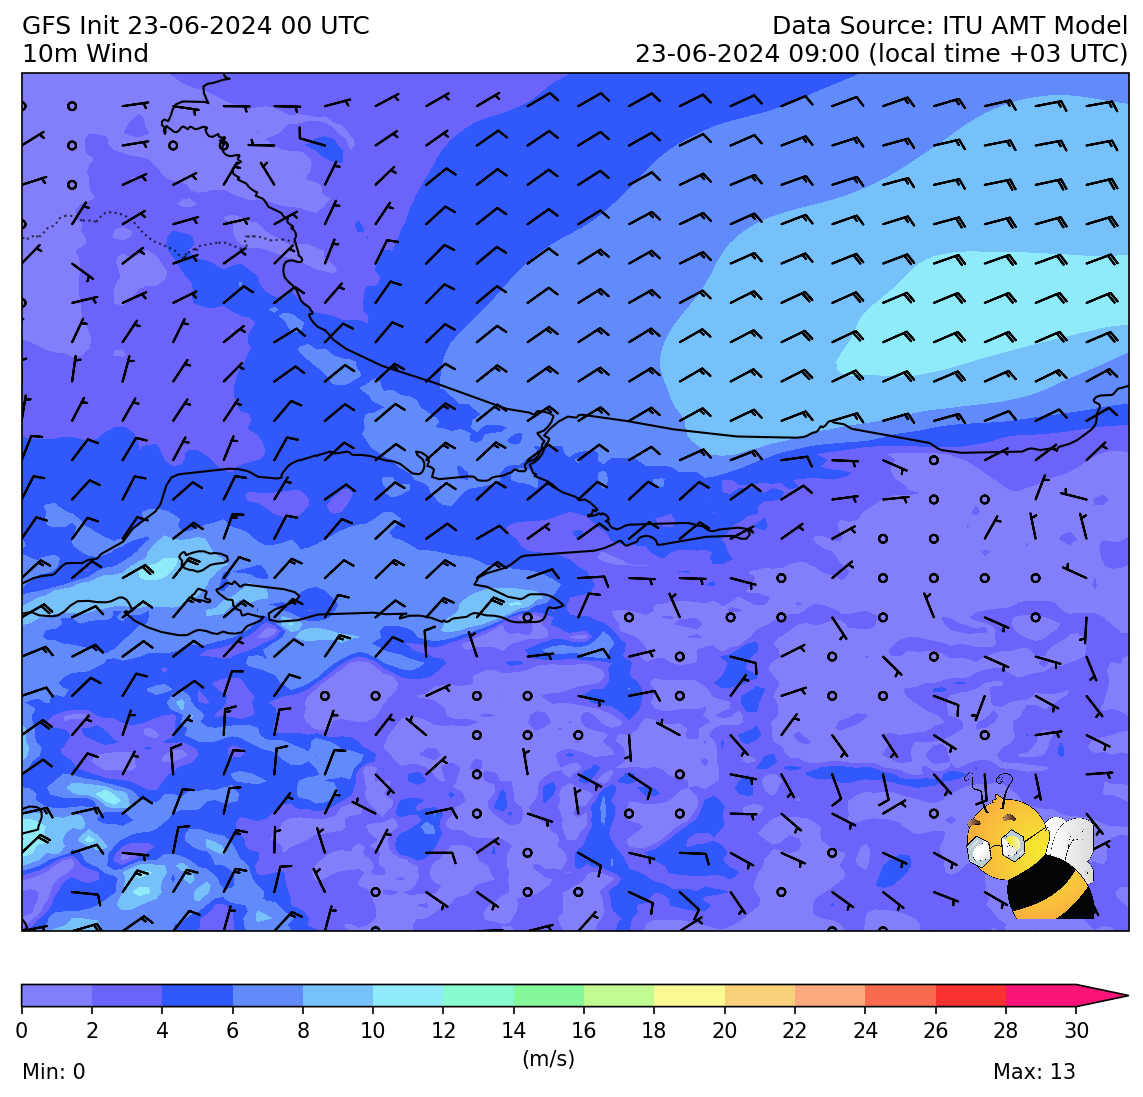 GFS Init 23-06-2024 00 UTC
Data Source: ITU AMT Model
10m Wind
23-06-2024 09:00 (local time +03 UTC)
0 2 4 6 8 10 12 14 16 18 20 22 24 26 28 30
(m/s)
Min: 0
Max: 13